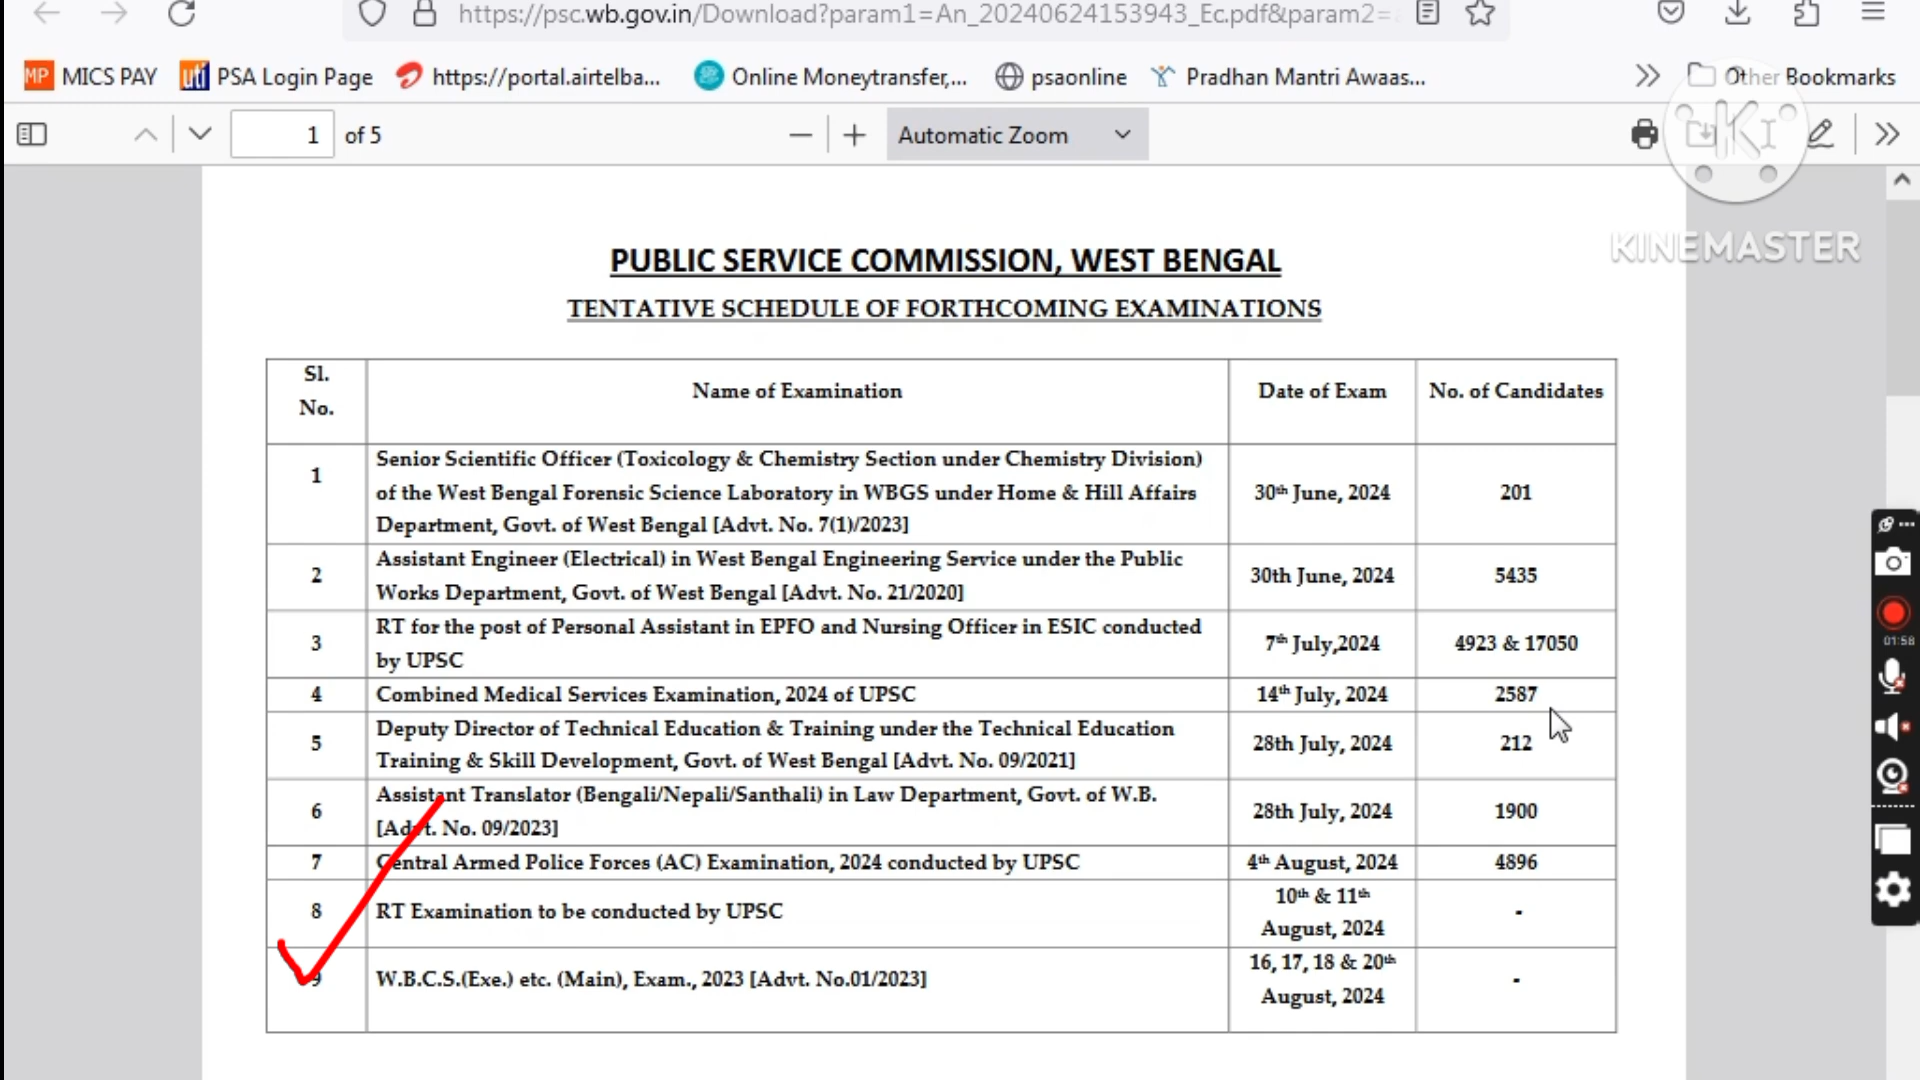 https://psc.wb.gov.in/Download?param1=An_20240624153943_Ec.pdf&param2=
MP MICS PAY uti PSA Login Page https://portal.airtelba... Online Moneytransfer,... psaonline Pradhan Mantri Awaas... Other Bookmarks
1 of 5 Automatic Zoom
KINEMASTER
PUBLIC SERVICE COMMISSION, WEST BENGAL
TENTATIVE SCHEDULE OF FORTHCOMING EXAMINATIONS
Sl. No. Name of Examination Date of Exam No. of Candidates
1 Senior Scientific Officer (Toxicology & Chemistry Section under Chemistry Division)
of the West Bengal Forensic Science Laboratory in WBGS under Home & Hill Affairs 30th June, 2024 201
Department, Govt. of West Bengal [Advt. No. 7(1)/2023]
2 Assistant Engineer (Electrical) in West Bengal Engineering Service under the Public 30th June, 2024 5435
Works Department, Govt. of West Bengal [Advt. No. 21/2020]
3 RT for the post of Personal Assistant in EPFO and Nursing Officer in ESIC conducted 7th July,2024 4923 & 17050
by UPSC
4 Combined Medical Services Examination, 2024 of UPSC 14th July, 2024 2587
5 Deputy Director of Technical Education & Training under the Technical Education 28th July, 2024 212
Training & Skill Development, Govt. of West Bengal [Advt. No. 09/2021]
6 Assistant Translator (Bengali/Nepali/Santhali) in Law Department, Govt. of W.B. 28th July, 2024 1900
[Advt. No. 09/2023]
7 Central Armed Police Forces (AC) Examination, 2024 conducted by UPSC 4th August, 2024 4896
8 RT Examination to be conducted by UPSC 10th & 11th August, 2024 -
9 W.B.C.S.(Exe.) etc. (Main), Exam., 2023 [Advt. No.01/2023] 16, 17, 18 & 20th August, 2024 -
01:58